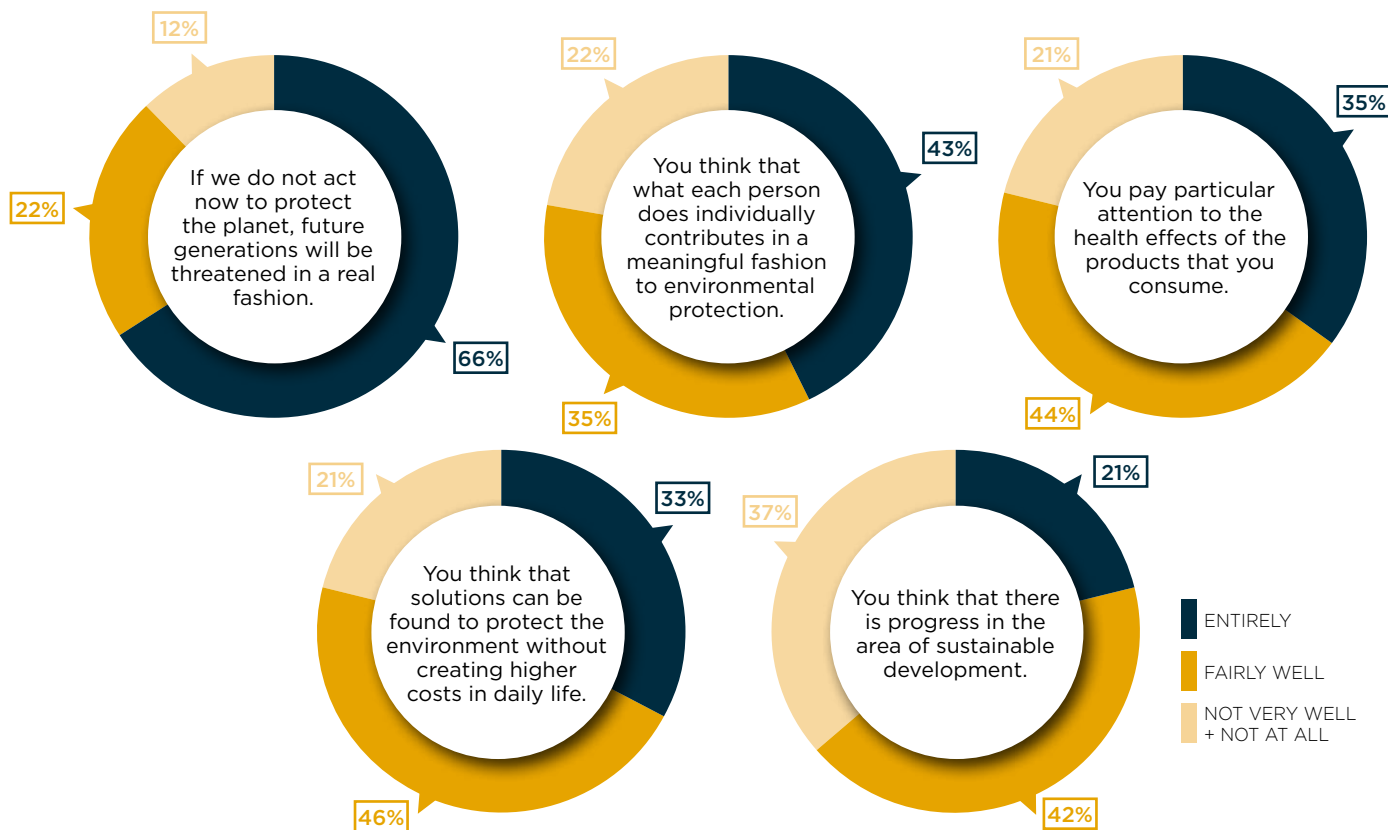 12%
22%
66%
If we do not act
now to protect
the planet, future
generations will be
threatened in a real
fashion.
22%
43%
35%
You think that
what each person
does individually
contributes in a
meaningful fashion
to environmental
protection.
21%
35%
44%
You pay particular
attention to the
health effects of the
products that you
consume.
21%
33%
46%
You think that
solutions can be
found to protect the
environment without
creating higher
costs in daily life.
37%
21%
42%
You think that there
is progress in the
area of sustainable
development.
ENTIRELY
FAIRLY WELL
NOT VERY WELL
+ NOT AT ALL